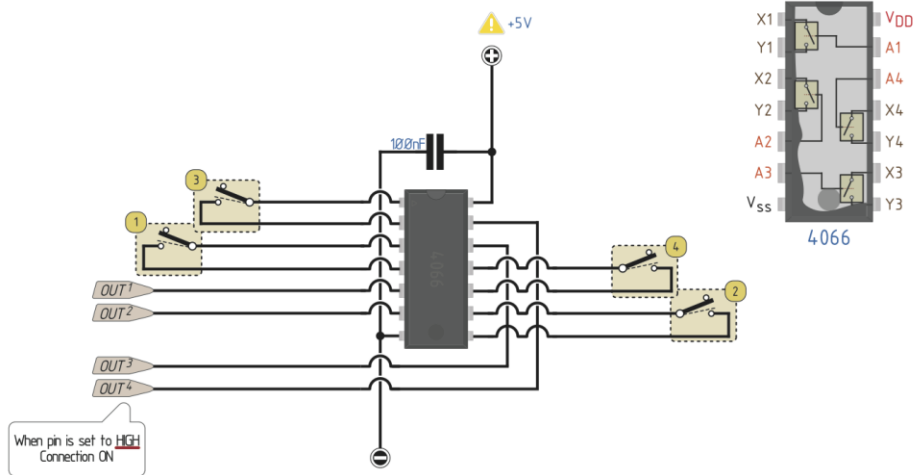 +5V
100nF
3
1
4
2
4066
OUT1
OUT2
OUT3
OUT4
When pin is set to HIGH
Connection ON
X1
VDD
Y1
A1
X2
A4
Y2
X4
A2
Y4
A3
X3
Vss
Y3
4066